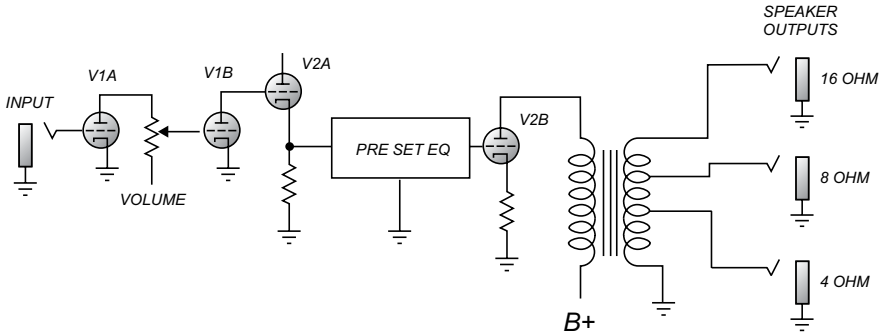 SPEAKER
OUTPUTS
V2A
V1A
V1B
INPUT
16 OHM
V2B
PRE SET EQ
VOLUME
8 OHM
4 OHM
B+